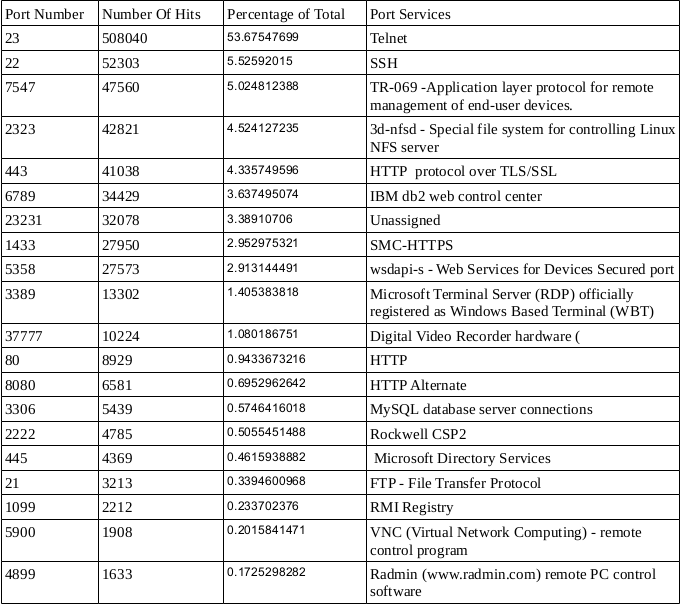 Port Number Number Of Hits Percentage of Total Port Services
23 508040 53.67547699 Telnet
22 52303 5.52592015 SSH
7547 47560 5.024812388 TR-069 -Application layer protocol for remote
management of end-user devices.
2323 42821 4.524127235 3d-nfsd - Special file system for controlling Linux
NFS server
443 41038 4.335749596 HTTP protocol over TLS/SSL
6789 34429 3.637495074 IBM db2 web control center
23231 32078 3.38910706 Unassigned
1433 27950 2.952975321 SMC-HTTPS
5358 27573 2.913144491 wsdapi-s - Web Services for Devices Secured port
3389 13302 1.405383818 Microsoft Terminal Server (RDP) officially
registered as Windows Based Terminal (WBT)
37777 10224 1.080186751 Digital Video Recorder hardware (
80 8929 0.9433673216 HTTP
8080 6581 0.6952962642 HTTP Alternate
3306 5439 0.5746416018 MySQL database server connections
2222 4785 0.5055451488 Rockwell CSP2
445 4369 0.4615938882 Microsoft Directory Services
21 3213 0.3394600968 FTP - File Transfer Protocol
1099 2212 0.233702376 RMI Registry
5900 1908 0.2015841471 VNC (Virtual Network Computing) - remote
control program
4899 1633 0.1725298282 Radmin (www.radmin.com) remote PC control
software